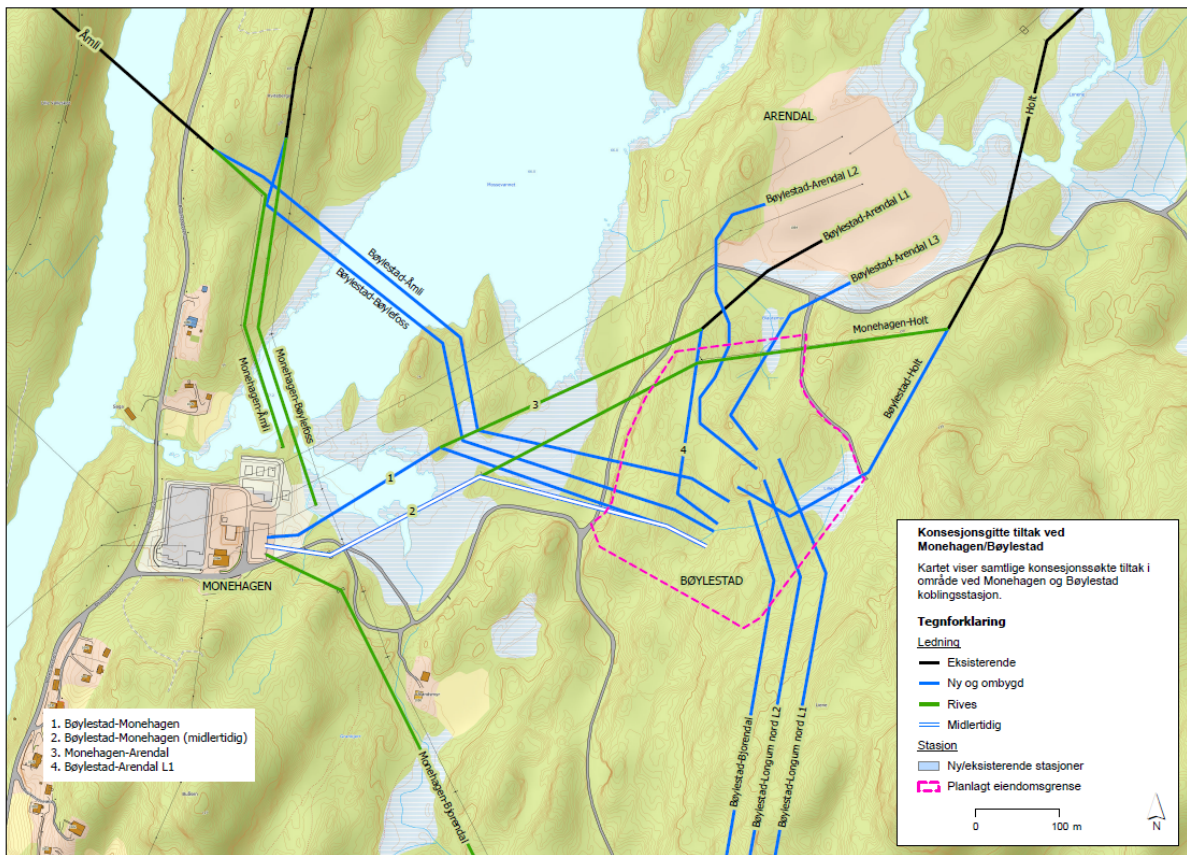 Åmli
ARENDAL
Holt
Bøylestad-Arendal L2
Bøylestad-Arendal L1
Bøylestad-Arendal L3
Bøylestad-Åmli
Bøylestad-Bøylefoss
Monehagen-Holt
Monehagen-Åmli
Monehagen-Bøylefoss
Bøylestad-Holt
3
4
1
2
MONEHAGEN
BØYLESTAD
Monehagen-Bjorendal
Bøylestad-Bjorendal
Bøylestad-Longum nord L2
Bøylestad-Longum nord L1
1. Bøylestad-Monehagen
2. Bøylestad-Monehagen (midlertidig)
3. Monehagen-Arendal
4. Bøylestad-Arendal L1
Konsesjonsgitte tiltak ved
Monehagen/Bøylestad
Kartet viser samtlige konsesjonssøkte tiltak i
område ved Monehagen og Bøylestad
koblingsstasjon.
Tegnforklaring
Ledning
Eksisterende
Ny og ombygd
Rives
Midlertidig
Stasjon
Ny/eksisterende stasjoner
Planlagt eiendomsgrense
0 100 m
N